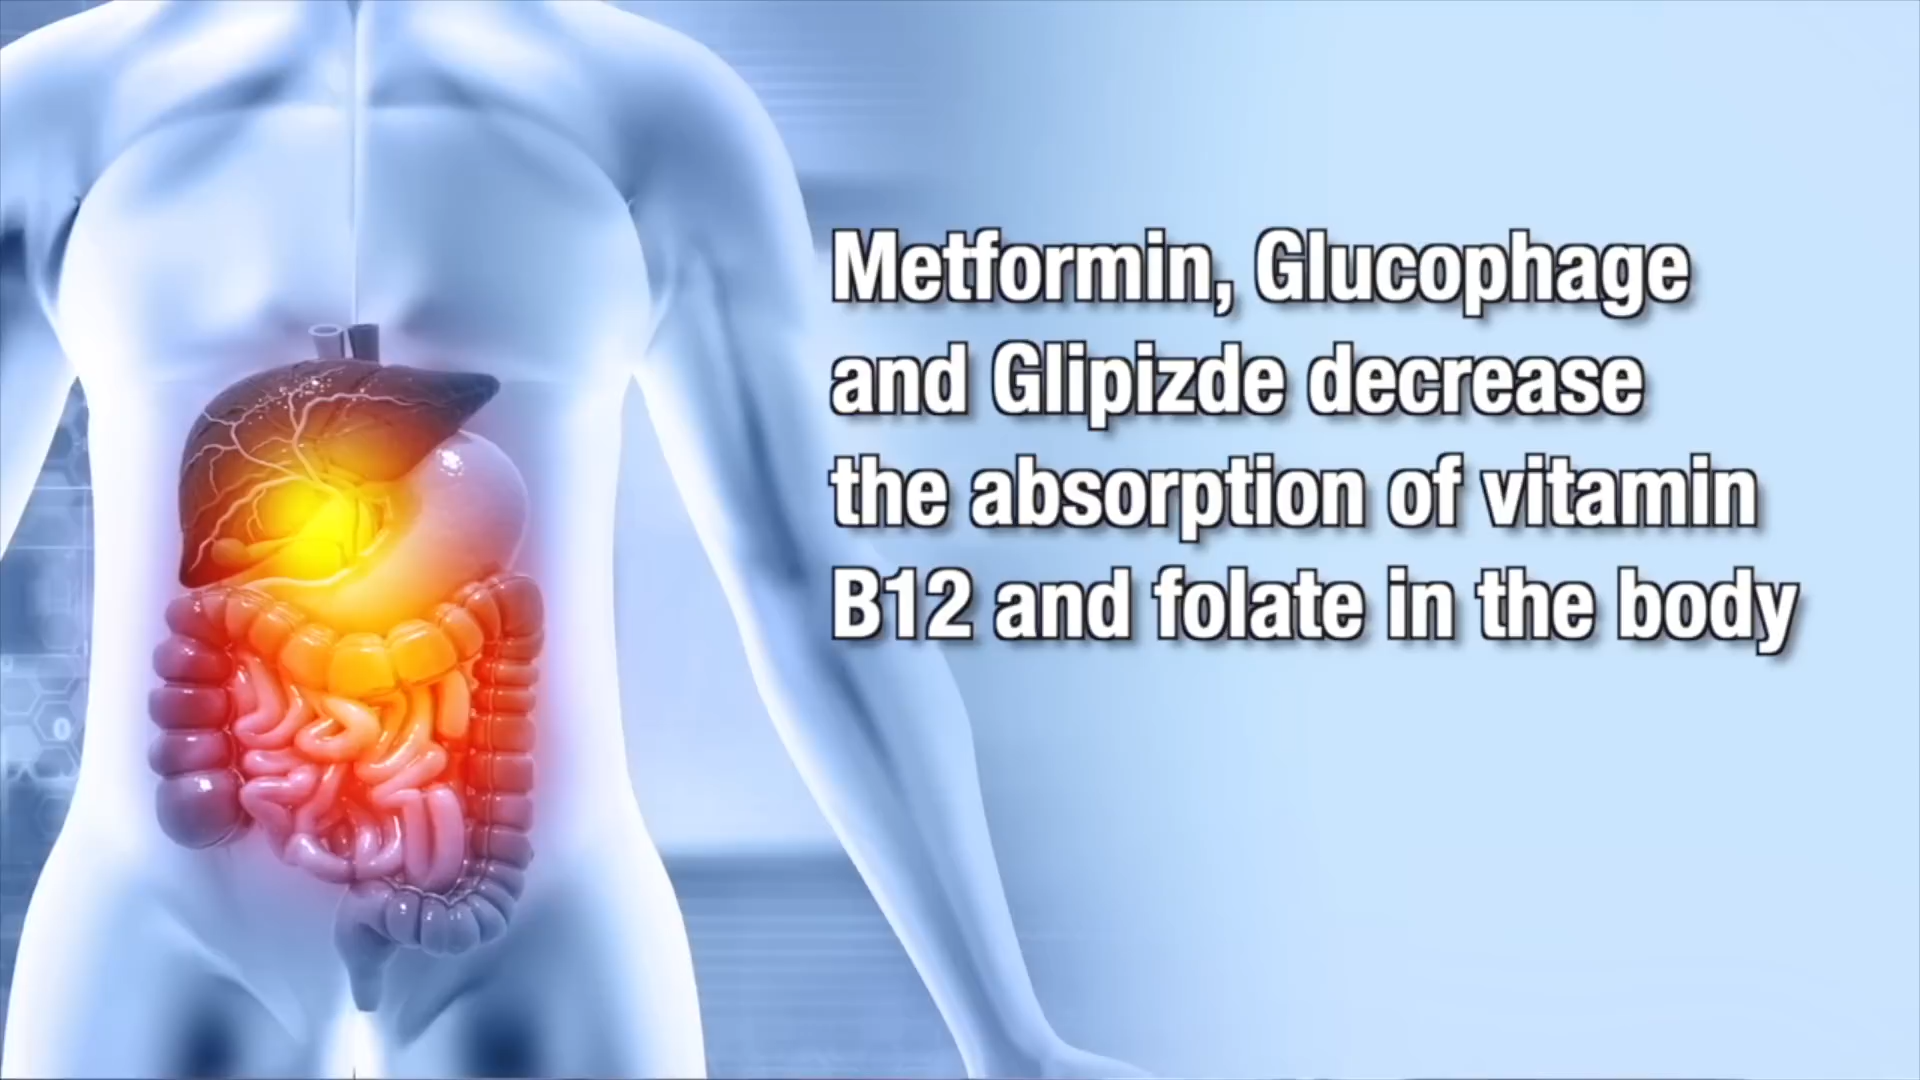 Metformin, Glucophage
and Glipizde decrease
the absorption of vitamin
B12 and folate in the body